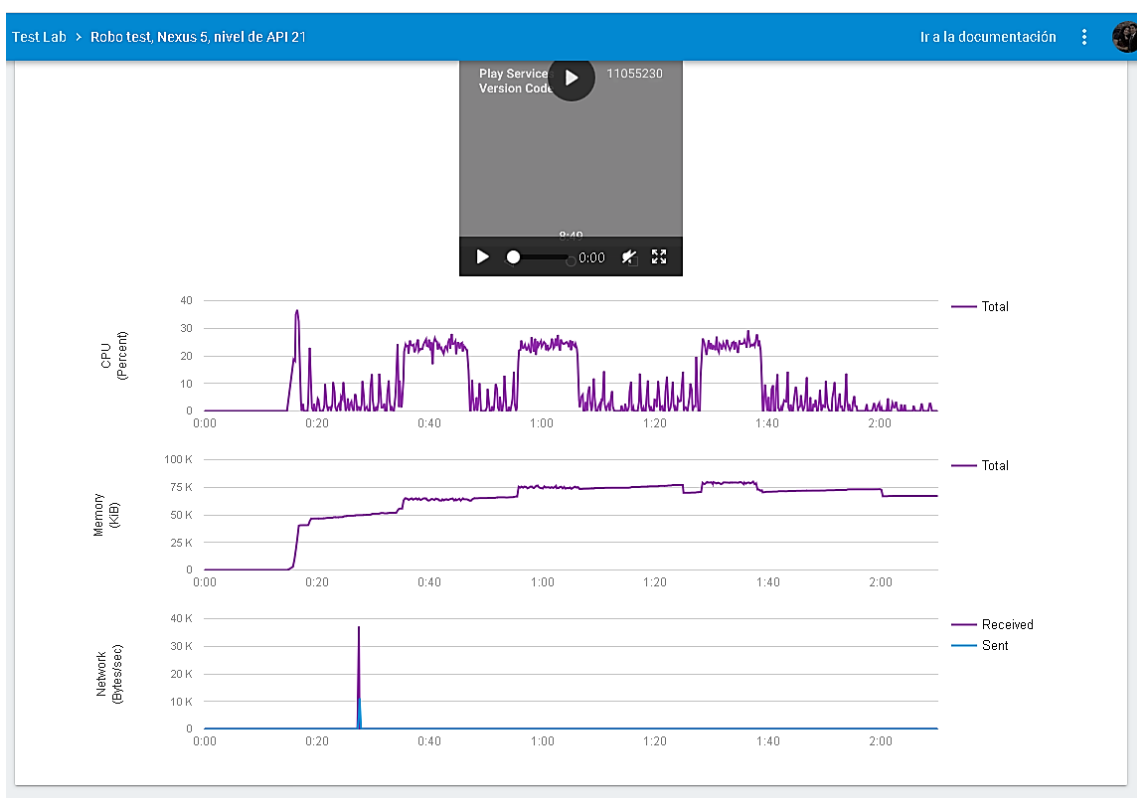 Test Lab > Robo test, Nexus 5, nivel de API 21 Ir a la documentación
Play Services 11055230
Version Code
8:49
0:00
40
30
20
10
0
CPU
(Percent)
Total
0:00 0:20 0:40 1:00 1:20 1:40 2:00
100 K
75 K
50 K
25 K
0
Memory
(KiB)
Total
0:00 0:20 0:40 1:00 1:20 1:40 2:00
40 K
30 K
20 K
10 K
0
Network
(Bytes/sec)
Received
Sent
0:00 0:20 0:40 1:00 1:20 1:40 2:00